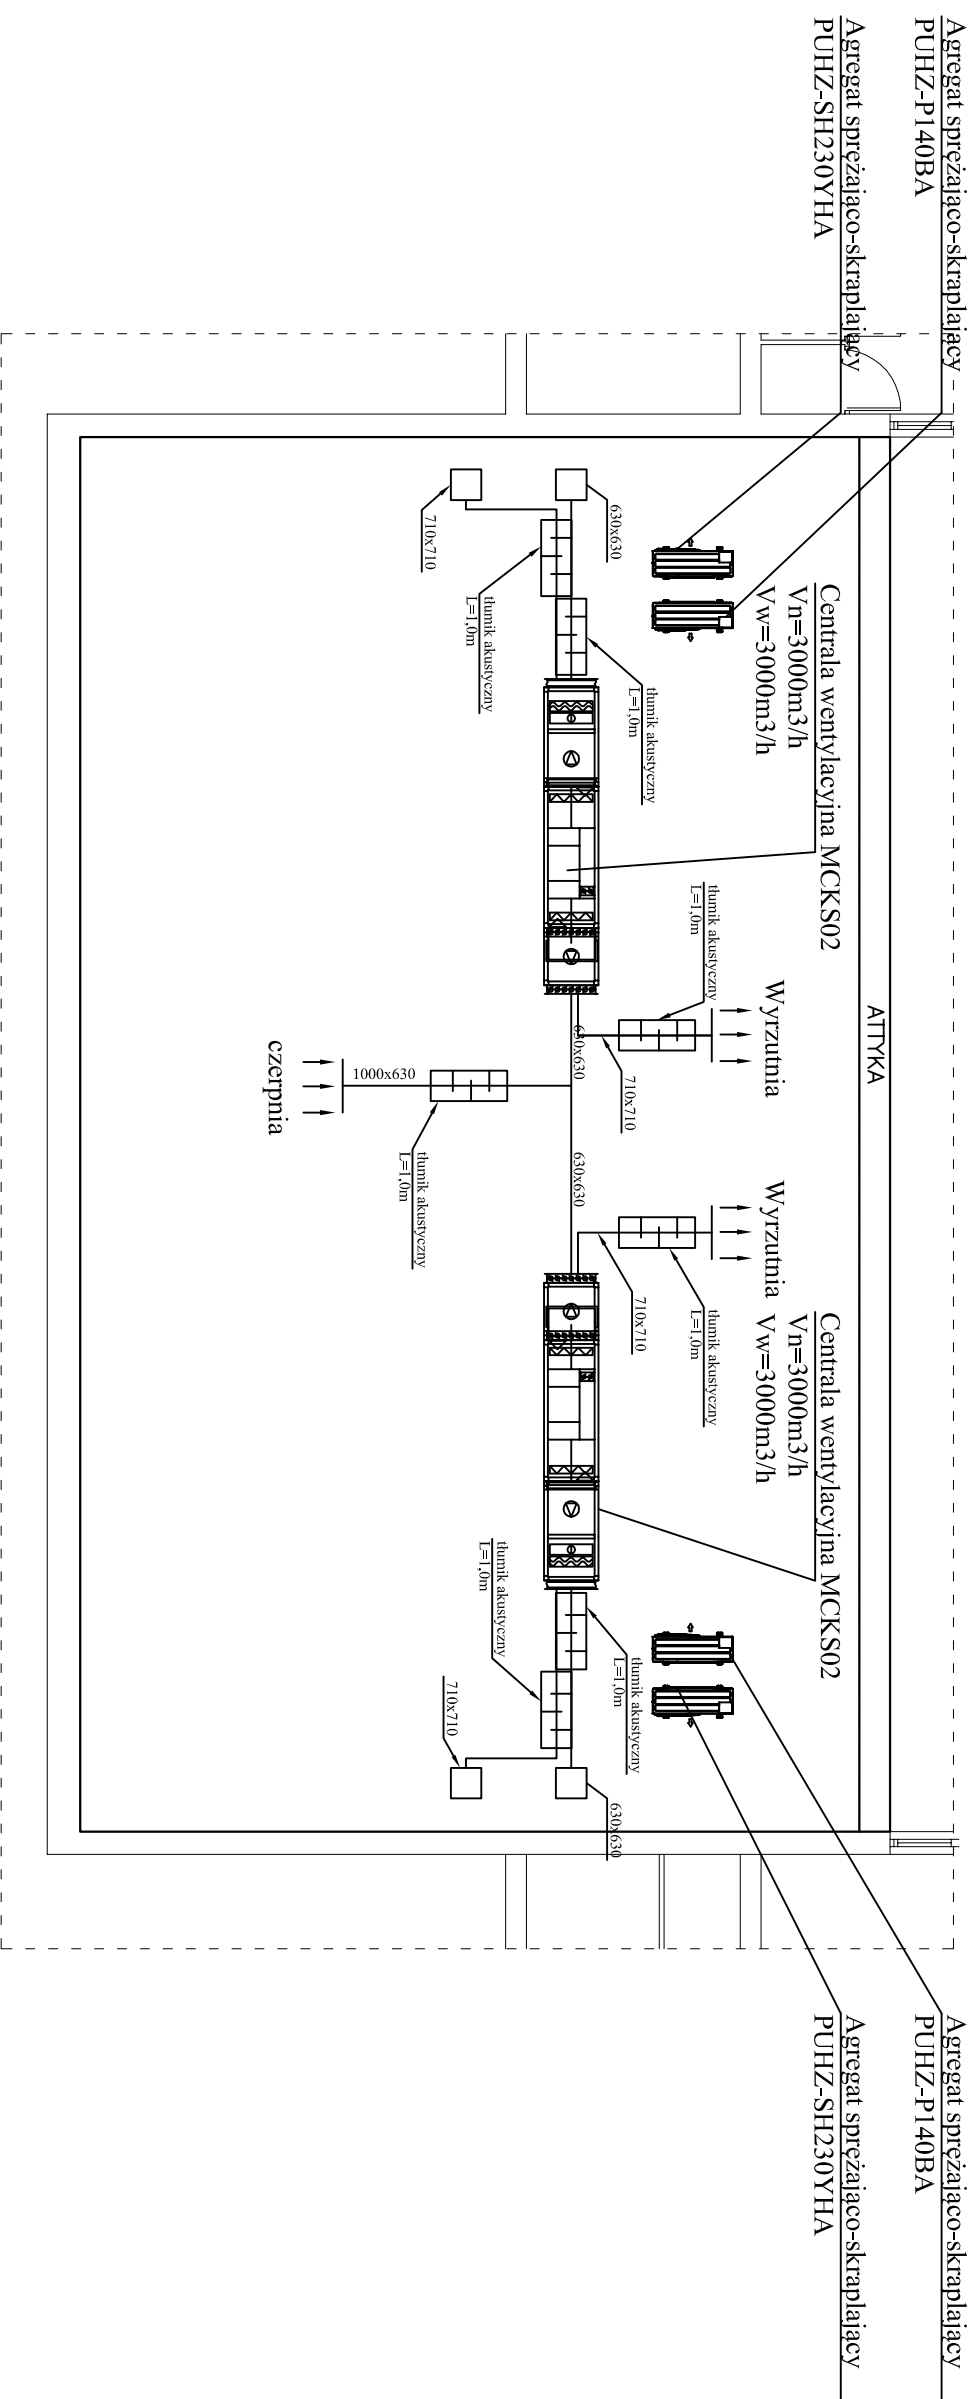 Agregat sprężająco-skraplający
PUHZ-P140BA
Agregat sprężająco-skraplający
PUHZ-SH230YHA
Centrala wentylacyjna MCKS02
Vn=3000m3/h
Vw=3000m3/h
630x630
710x710
tłumik akustyczny
L=1,0m
tłumik akustyczny
L=1,0m
tłumik akustyczny
L=1,0m
Wyrzutnia
ATTYKA
630x630
710x710
1000x630
czerpnia
tłumik akustyczny
L=1,0m
630x630
Wyrzutnia
710x710
tłumik akustyczny
L=1,0m
Centrala wentylacyjna MCKS02
Vn=3000m3/h
Vw=3000m3/h
tłumik akustyczny
L=1,0m
tłumik akustyczny
L=1,0m
710x710
630x630
Agregat sprężająco-skraplający
PUHZ-P140BA
Agregat sprężająco-skraplający
PUHZ-SH230YHA